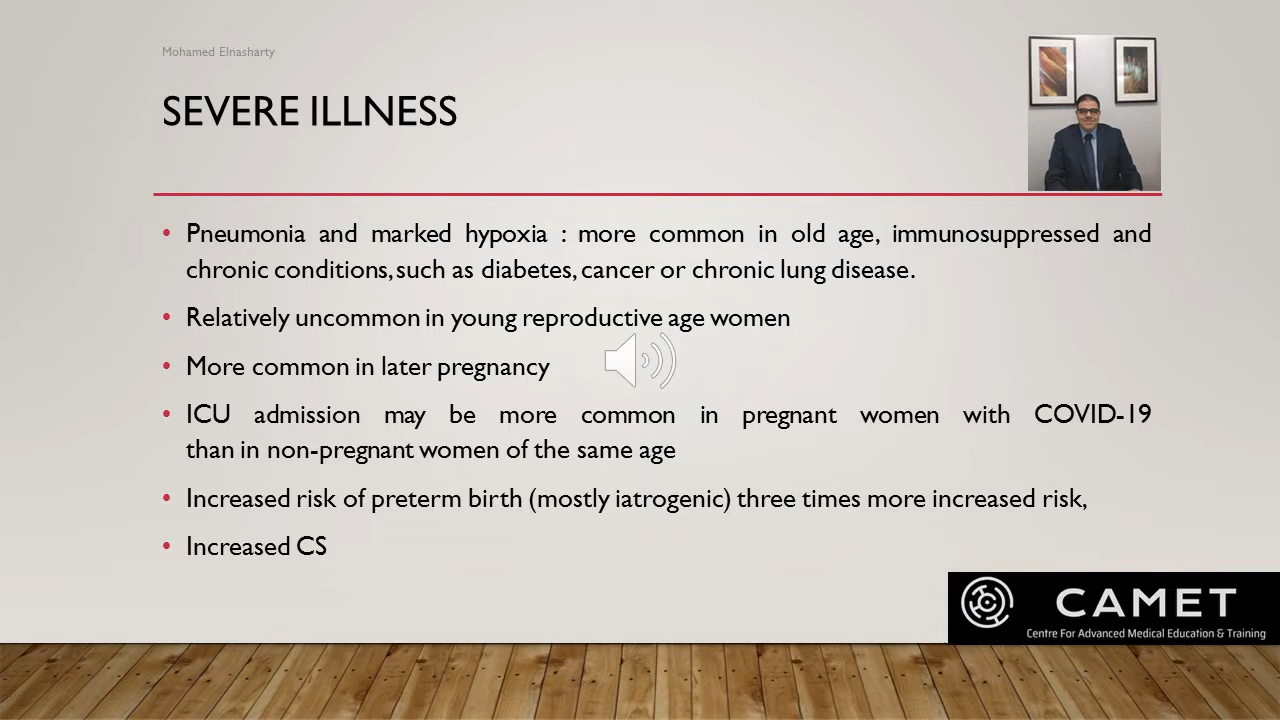 Mohamed Elnasharty
SEVERE ILLNESS
• Pneumonia and marked hypoxia : more common in old age, immunosuppressed and
chronic conditions, such as diabetes, cancer or chronic lung disease.
• Relatively uncommon in young reproductive age women
• More common in later pregnancy
• ICU admission may be more common in pregnant women with COVID-19
than in non-pregnant women of the same age
• Increased risk of preterm birth (mostly iatrogenic) three times more increased risk,
• Increased CS
CAMET
Centre For Advanced Medical Education & Training